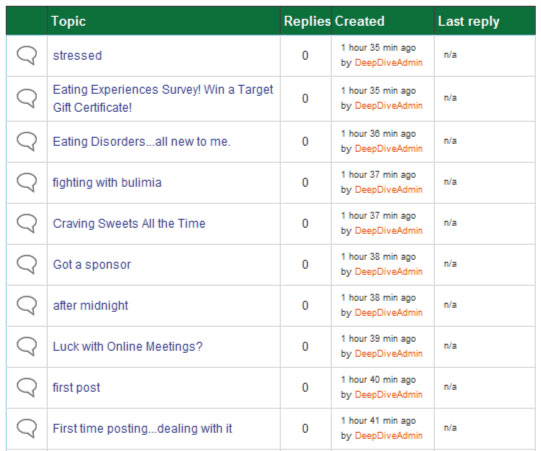 Topic Replies Created Last reply
stressed 0 1 hour 35 min ago n/a
by DeepDiveAdmin
Eating Experiences Survey! Win a Target 0 1 hour 35 min ago n/a
Gift Certificate! by DeepDiveAdmin
Eating Disorders...all new to me. 0 1 hour 36 min ago n/a
by DeepDiveAdmin
fighting with bulimia 0 1 hour 37 min ago n/a
by DeepDiveAdmin
Craving Sweets All the Time 0 1 hour 37 min ago n/a
by DeepDiveAdmin
Got a sponsor 0 1 hour 38 min ago n/a
by DeepDiveAdmin
after midnight 0 1 hour 38 min ago n/a
by DeepDiveAdmin
Luck with Online Meetings? 0 1 hour 39 min ago n/a
by DeepDiveAdmin
first post 0 1 hour 40 min ago n/a
by DeepDiveAdmin
First time posting...dealing with it 0 1 hour 41 min ago n/a
by DeepDiveAdmin